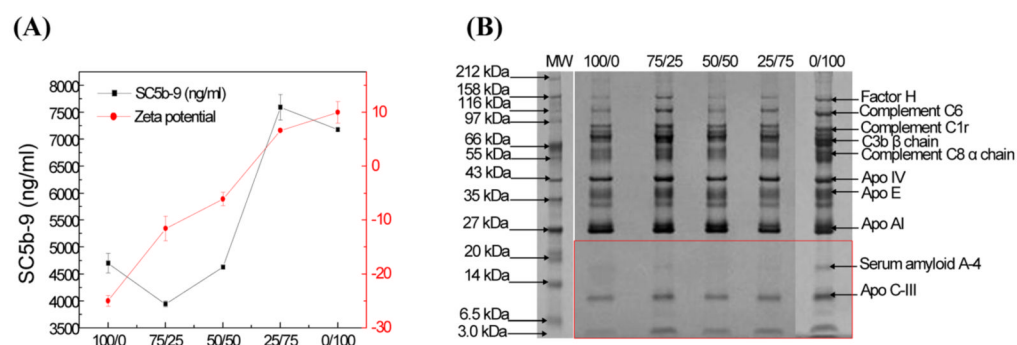 (A)
SC5b-9 (ng/ml)
Zeta potential
SC5b-9 (ng/ml)
8000
7500
7000
6500
6000
5500
5000
4500
4000
3500
10
0
-10
-20
-30
100/0 75/25 50/50 25/75 0/100
(B)
MW 100/0 75/25 50/50 25/75 0/100
212 kDa
158 kDa
116 kDa
97 kDa
66 kDa
55 kDa
43 kDa
35 kDa
27 kDa
20 kDa
14 kDa
6.5 kDa
3.0 kDa
Factor H
Complement C6
Complement C1r
C3b β chain
Complement C8 α chain
Apo IV
Apo E
Apo AI
Serum amyloid A-4
Apo C-III